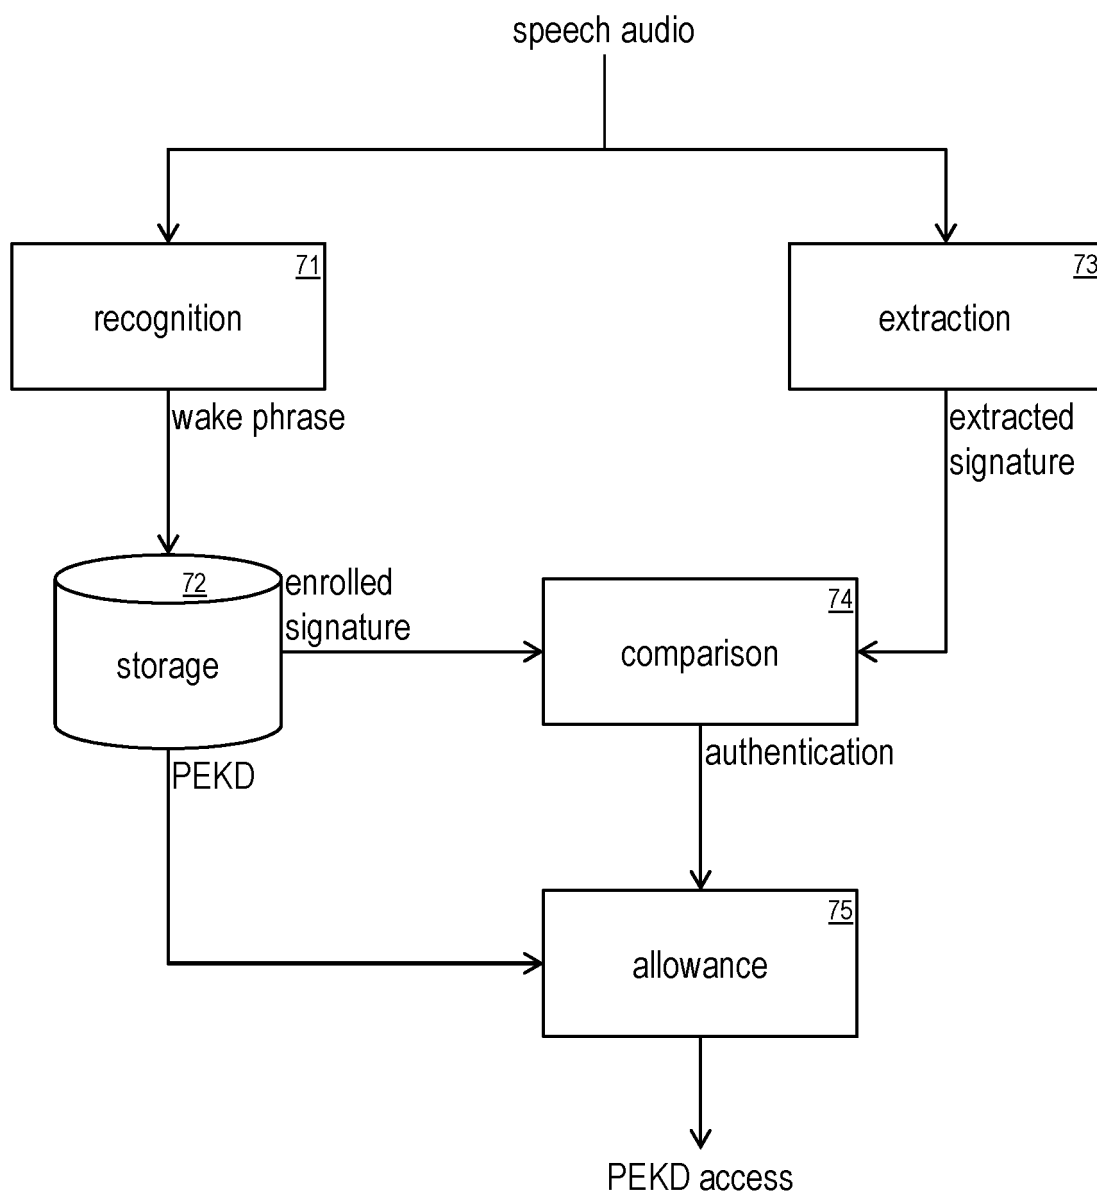 speech audio
71
recognition
73
extraction
wake phrase
extracted
signature
72
storage
enrolled
signature
74
comparison
PEKD
authentication
75
allowance
PEKD access